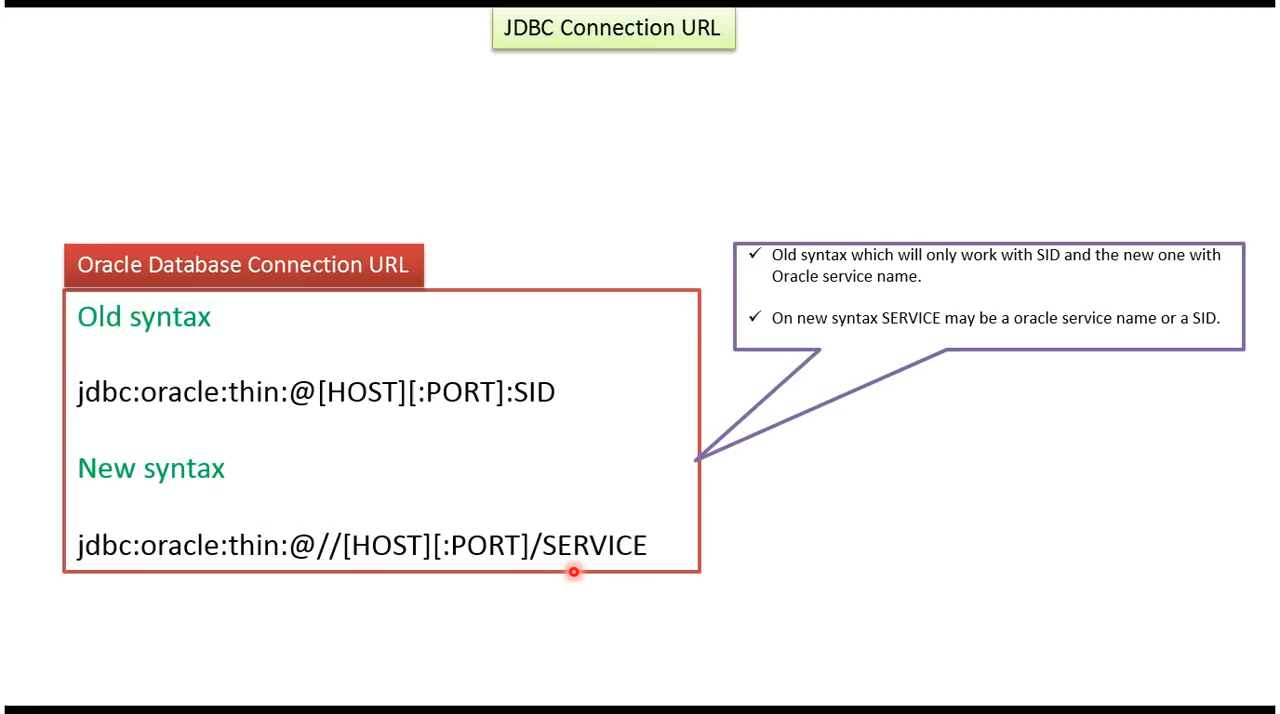 JDBC Connection URL
Oracle Database Connection URL
Old syntax
jdbc:oracle:thin:@[HOST][:PORT]:SID
New syntax
jdbc:oracle:thin:@//[HOST][:PORT]/SERVICE
✓ Old syntax which will only work with SID and the new one with
Oracle service name.
✓ On new syntax SERVICE may be a oracle service name or a SID.